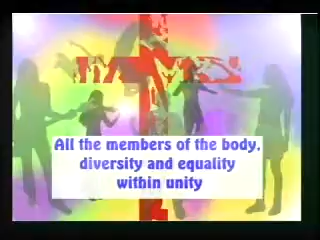 All the members of the body,
diversity and equality
within unity